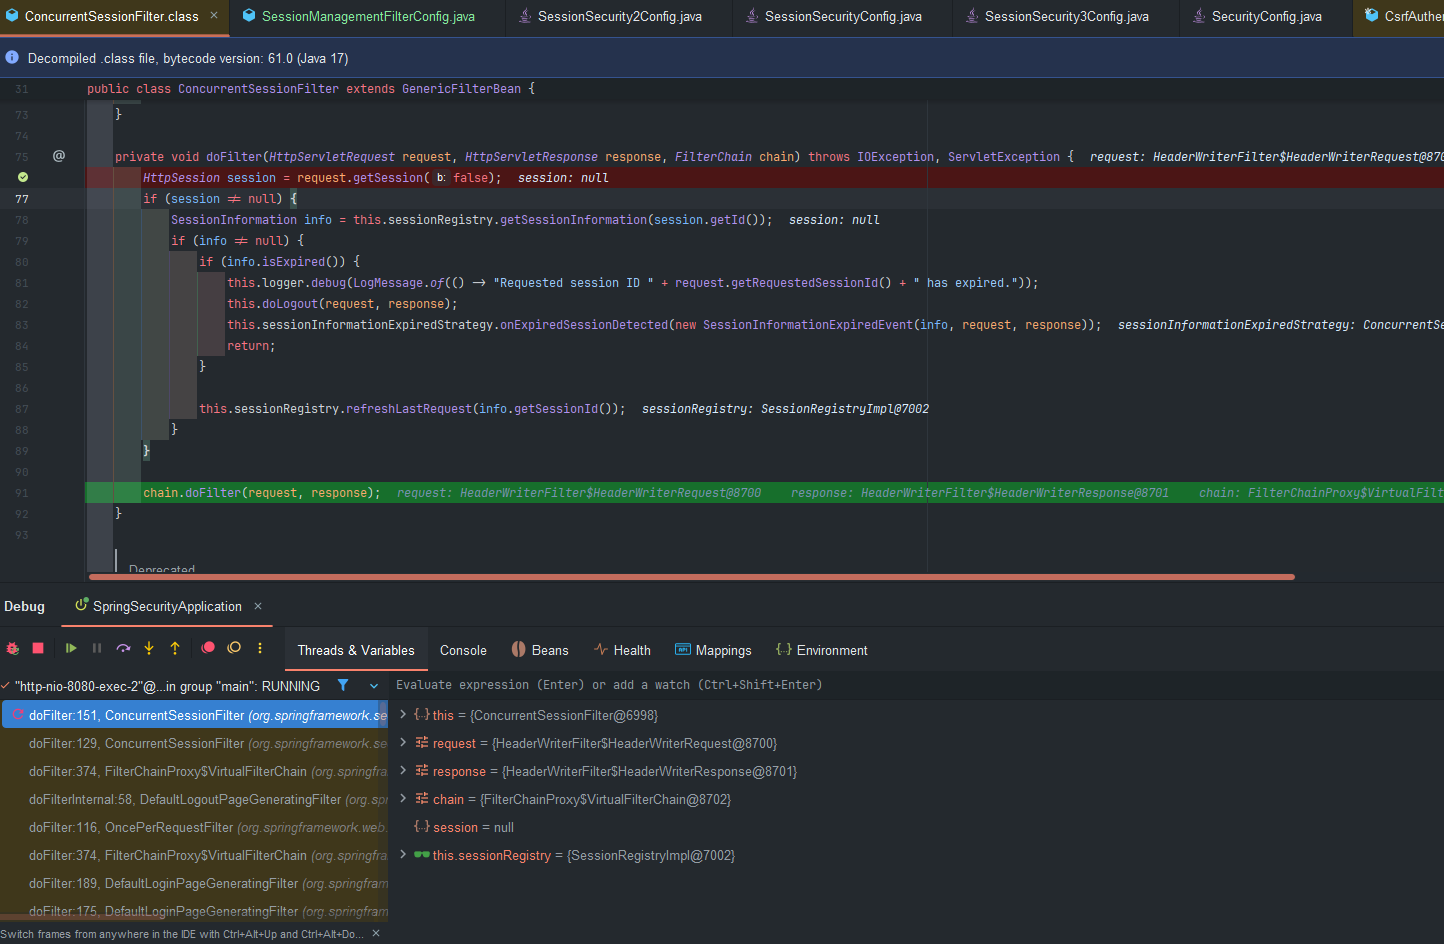 ConcurrentSessionFilter.class × SessionManagementFilterConfig.java SessionSecurity2Config.java SessionSecurityConfig.java SessionSecurity3Config.java SecurityConfig.java CsrfAuthen
Decompiled .class file, bytecode version: 61.0 (Java 17)
31 public class ConcurrentSessionFilter extends GenericFilterBean {
73 }
74
75 @ private void doFilter(HttpServletRequest request, HttpServletResponse response, FilterChain chain) throws IOException, ServletException { request: HeaderWriterFilter$HeaderWriterRequest@870
HttpSession session = request.getSession( b: false); session: null
77 if (session ≠ null) {
78 SessionInformation info = this.sessionRegistry.getSessionInformation(session.getId()); session: null
79 if (info ≠ null) {
80 if (info.isExpired()) {
81 this.logger.debug(LogMessage.of(() → "Requested session ID " + request.getRequestedSessionId() + " has expired."));
82 this.doLogout(request, response);
83 this.sessionInformationExpiredStrategy.onExpiredSessionDetected(new SessionInformationExpiredEvent(info, request, response)); sessionInformationExpiredStrategy: ConcurrentSe
84 return;
85 }
86
87 this.sessionRegistry.refreshLastRequest(info.getSessionId()); sessionRegistry: SessionRegistryImpl@7002
88 }
89 }
90
91 chain.doFilter(request, response); request: HeaderWriterFilter$HeaderWriterRequest@8700 response: HeaderWriterFilter$HeaderWriterResponse@8701 chain: FilterChainProxy$VirtualFilt
92 }
93
Deprecated
Debug SpringSecurityApplication ×
Threads & Variables Console Beans Health Mappings Environment
"http-nio-8080-exec-2"@...in group "main": RUNNING
Evaluate expression (Enter) or add a watch (Ctrl+Shift+Enter)
doFilter:151, ConcurrentSessionFilter (org.springframework.se
doFilter:129, ConcurrentSessionFilter (org.springframework.se
doFilter:374, FilterChainProxy$VirtualFilterChain (org.springfra
doFilterInternal:58, DefaultLogoutPageGeneratingFilter (org.sp
doFilter:116, OncePerRequestFilter (org.springframework.web.
doFilter:374, FilterChainProxy$VirtualFilterChain (org.springfra
doFilter:189, DefaultLoginPageGeneratingFilter (org.springfram
doFilter:175, DefaultLoginPageGeneratingFilter (org.springfram
this = {ConcurrentSessionFilter@6998}
request = {HeaderWriterFilter$HeaderWriterRequest@8700}
response = {HeaderWriterFilter$HeaderWriterResponse@8701}
chain = {FilterChainProxy$VirtualFilterChain@8702}
session = null
this.sessionRegistry = {SessionRegistryImpl@7002}
Switch frames from anywhere in the IDE with Ctrl+Alt+Up and Ctrl+Alt+Do... ×